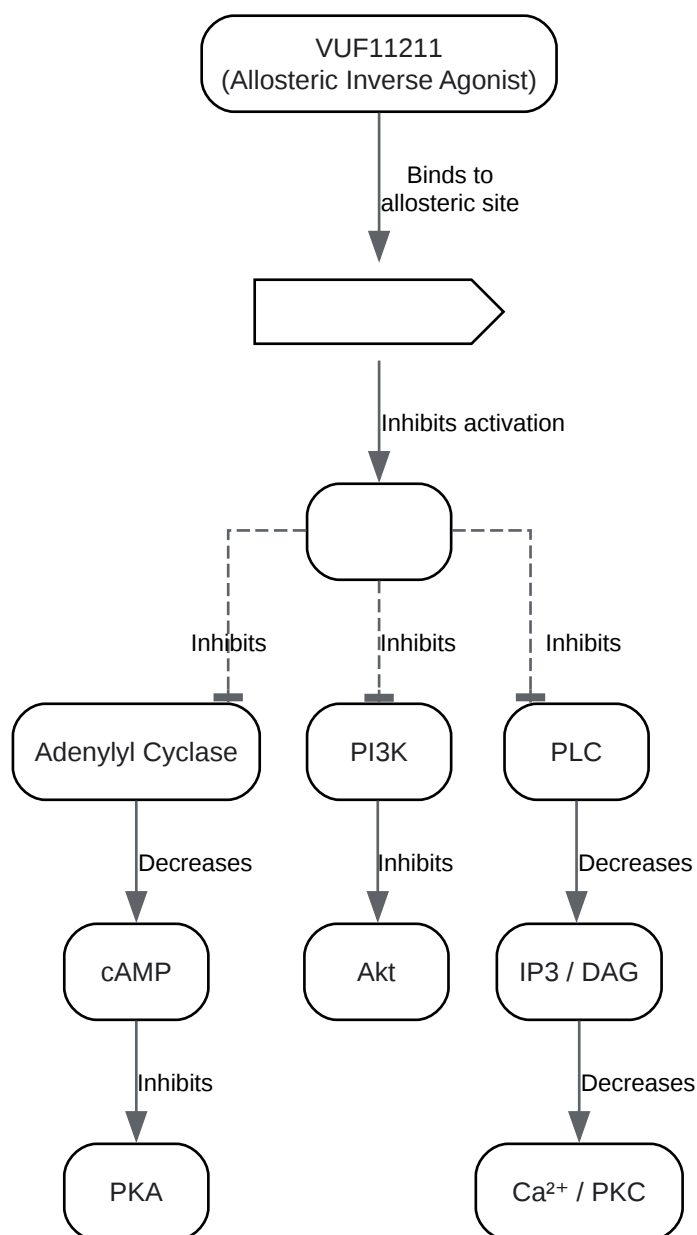 VUF11211
(Allosteric Inverse Agonist)
Binds to
allosteric site
Inhibits activation
Inhibits
Inhibits
Inhibits
Adenylyl Cyclase
PI3K
PLC
Decreases
Inhibits
Decreases
cAMP
Akt
IP3 / DAG
Inhibits
Decreases
PKA
Ca²⁺ / PKC